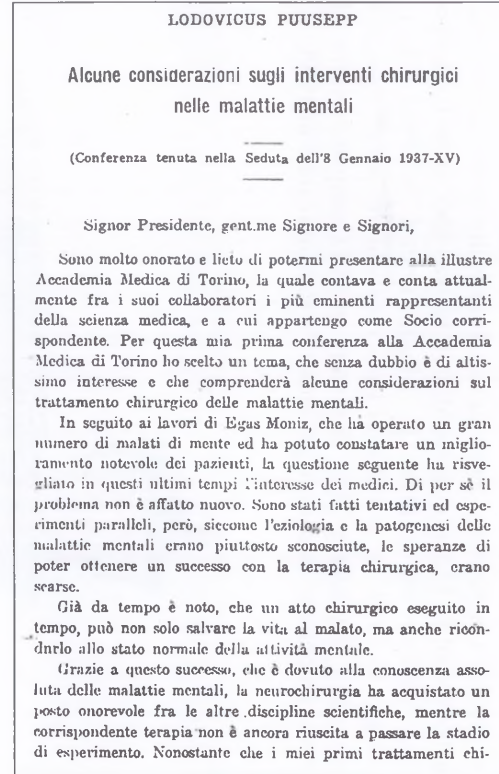 LODOVICUS PUUSEPP
Alcune considerazioni sugli interventi chirurgici
nelle malattie mentali
(Conferenza tenuta nella Seduta dell'8 Gennaio 1937-XV)
Signor Presidente, gent.me Signore e Signori,
Sono molto onorato e lieto di potermi presentare alla illustre
Accademia Medica di Torino, la quale contava e conta attual-
mente fra i suoi collaboratori i più eminenti rappresentanti
della scienza medica, e a cui appartengo come Socio corri-
spondente. Per questa mia prima conferenza alla Accademia
Medica di Torino ho scelto un tema, che senza dubbio è di altis-
simo interesse e che comprenderà alcune considerazioni sul
trattamento chirurgico delle malattie mentali.
In seguito ai lavori di Egas Moniz, che ha operato un gran
numero di malati di mente ed ha potuto constatare un miglio-
ramento notevole dei pazienti, la questione seguente ha risve-
gliato in questi ultimi tempi l'interesse dei medici. Di per sè il
problema non è affatto nuovo. Sono stati fatti tentativi ed espe-
rimenti paralleli, però, siccome l'eziologia e la patogenesi delle
malattie mentali erano piuttosto sconosciute, le speranze di
poter ottenere un successo con la terapia chirurgica, erano
scarse.
Già da tempo è noto, che un atto chirurgico eseguito in
tempo, può non solo salvare la vita al malato, ma anche ricon-
durlo allo stato normale della attività mentale.
Grazie a questo successo, che è dovuto alla conoscenza asso-
luta delle malattie mentali, la neurochirurgia ha acquistato un
posto onorevole fra le altre discipline scientifiche, mentre la
corrispondente terapia non è ancora riuscita a passare la stadio
di esperimento. Nonostante che i miei primi trattamenti chi-